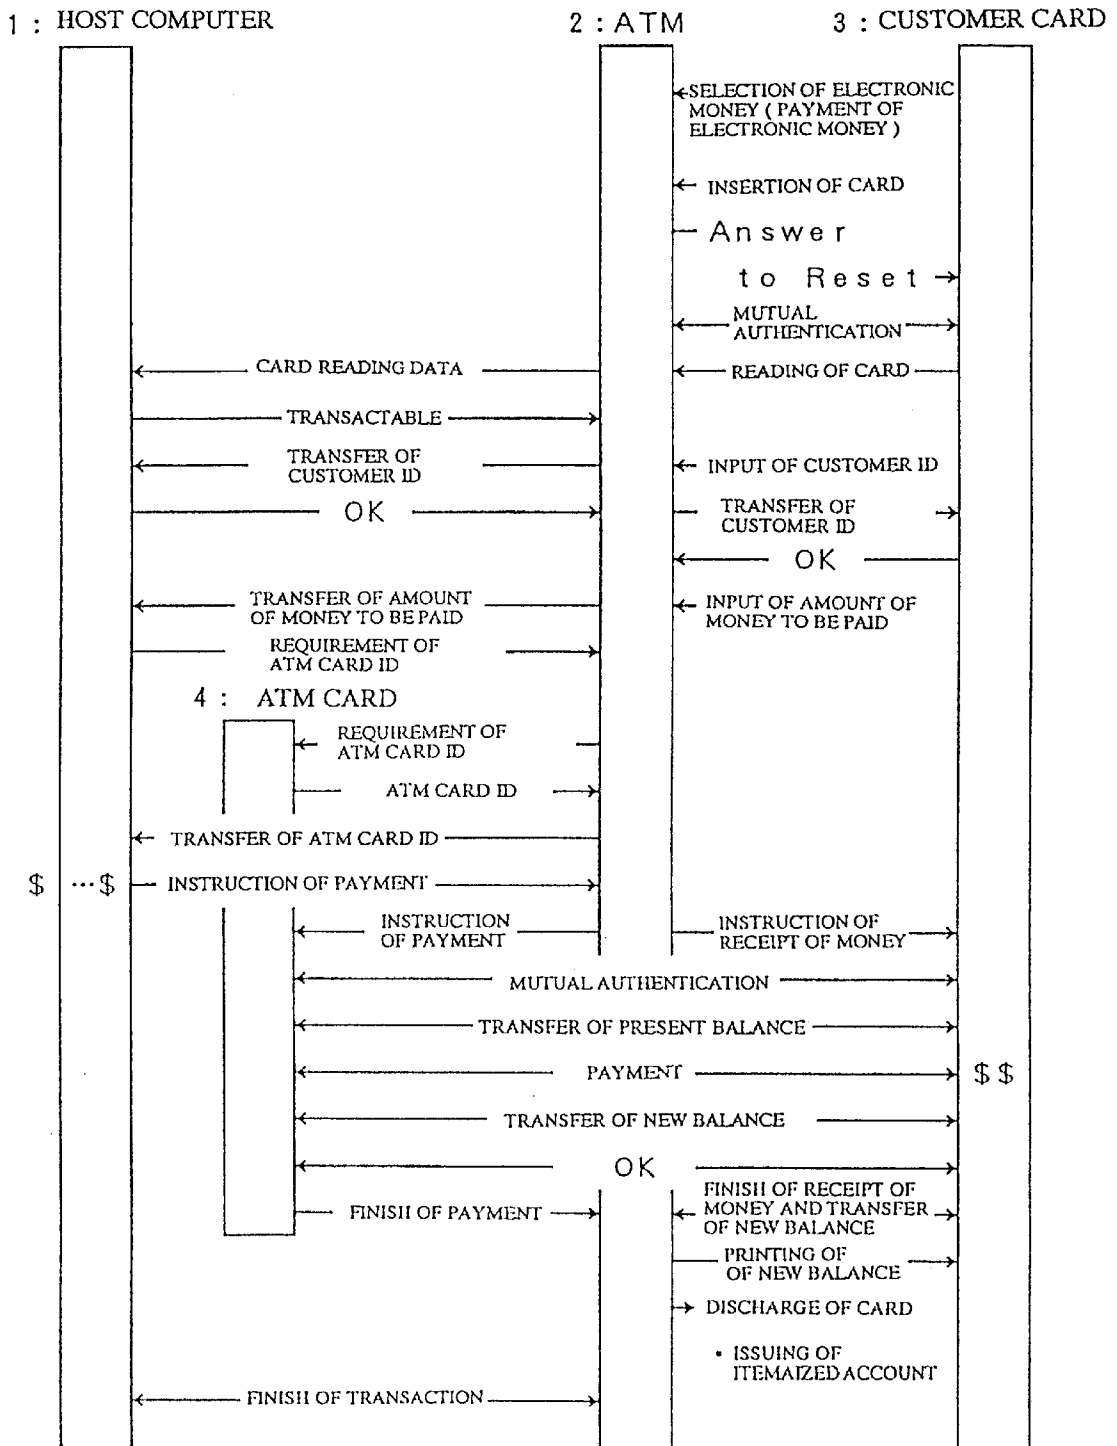 1 : HOST COMPUTER
2 : ATM
3 : CUSTOMER CARD
SELECTION OF ELECTRONIC
MONEY ( PAYMENT OF
ELECTRONIC MONEY )
INSERTION OF CARD
Answer
to Reset
MUTUAL
AUTHENTICATION
CARD READING DATA
READING OF CARD
TRANSACTABLE
TRANSFER OF
CUSTOMER ID
INPUT OF CUSTOMER ID
OK
TRANSFER OF
CUSTOMER ID
OK
TRANSFER OF AMOUNT
OF MONEY TO BE PAID
INPUT OF AMOUNT OF
MONEY TO BE PAID
REQUIREMENT OF
ATM CARD ID
4 : ATM CARD
REQUIREMENT OF
ATM CARD ID
ATM CARD ID
TRANSFER OF ATM CARD ID
$ ···$ INSTRUCTION OF PAYMENT
INSTRUCTION
OF PAYMENT
INSTRUCTION OF
RECEIPT OF MONEY
MUTUAL AUTHENTICATION
TRANSFER OF PRESENT BALANCE
PAYMENT
$$
TRANSFER OF NEW BALANCE
OK
FINISH OF PAYMENT
FINISH OF RECEIPT OF
MONEY AND TRANSFER
OF NEW BALANCE
PRINTING OF
OF NEW BALANCE
DISCHARGE OF CARD
• ISSUING OF
ITEMAIZED ACCOUNT
FINISH OF TRANSACTION